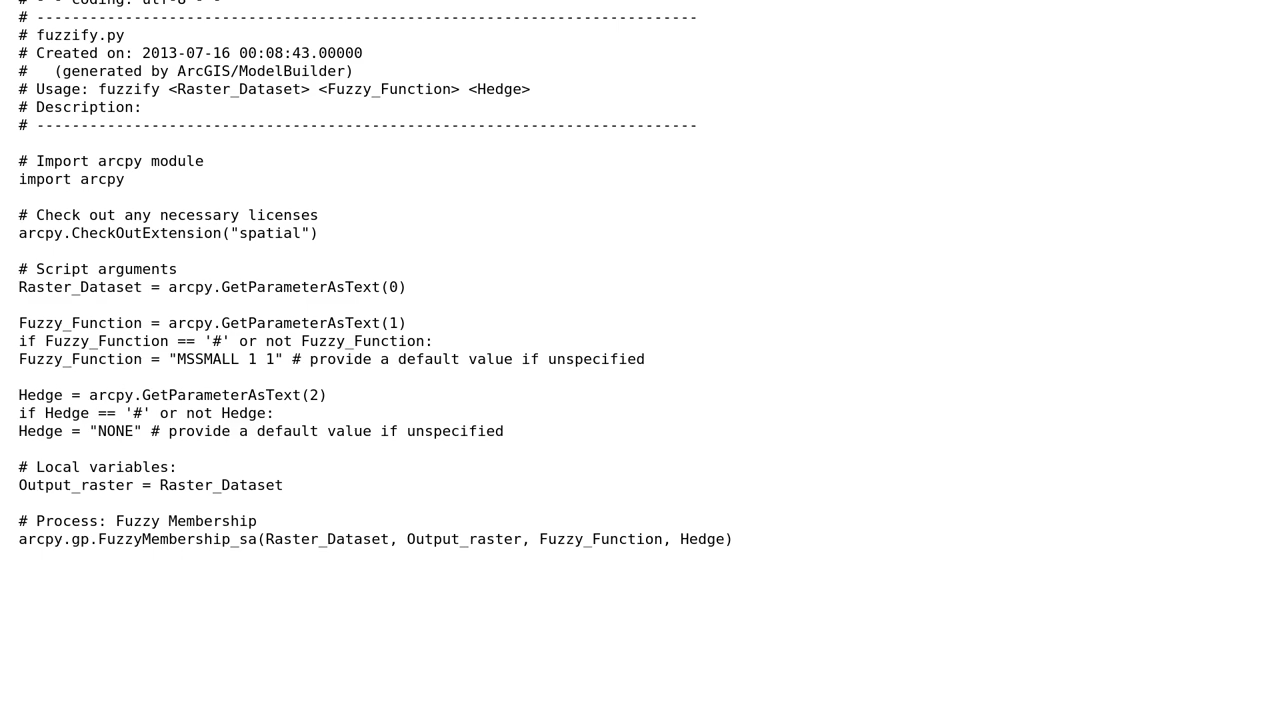 # - - coding: utf-8 - -
# ---------------------------------------------------------------------------
# fuzzify.py
# Created on: 2013-07-16 00:08:43.00000
#   (generated by ArcGIS/ModelBuilder)
# Usage: fuzzify <Raster_Dataset> <Fuzzy_Function> <Hedge>
# Description:
# ---------------------------------------------------------------------------
# Import arcpy module
import arcpy
# Check out any necessary licenses
arcpy.CheckOutExtension("spatial")
# Script arguments
Raster_Dataset = arcpy.GetParameterAsText(0)
Fuzzy_Function = arcpy.GetParameterAsText(1)
if Fuzzy_Function == '#' or not Fuzzy_Function:
Fuzzy_Function = "MSSMALL 1 1" # provide a default value if unspecified
Hedge = arcpy.GetParameterAsText(2)
if Hedge == '#' or not Hedge:
Hedge = "NONE" # provide a default value if unspecified
# Local variables:
Output_raster = Raster_Dataset
# Process: Fuzzy Membership
arcpy.gp.FuzzyMembership_sa(Raster_Dataset, Output_raster, Fuzzy_Function, Hedge)